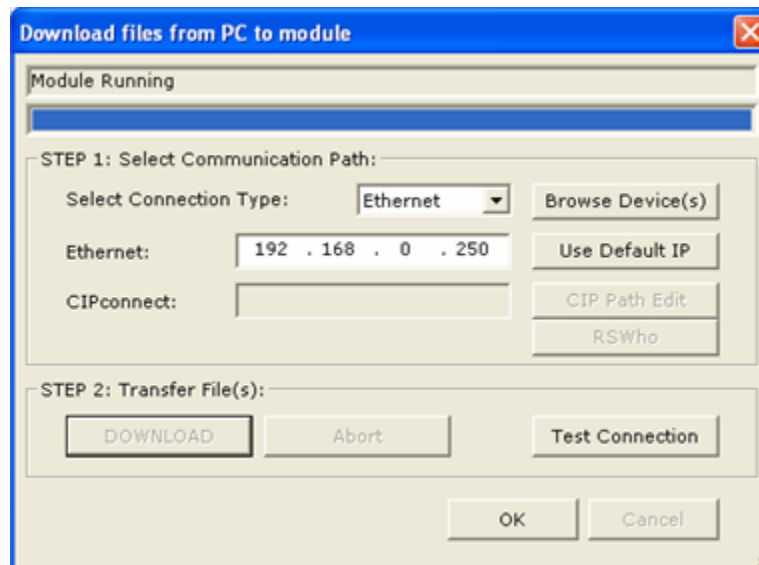 Download files from PC to module
Module Running
STEP 1: Select Communication Path:
Select Connection Type: Ethernet Browse Device(s)
Ethernet: 192 . 168 . 0 . 250 Use Default IP
CIPconnect: CIP Path Edit
RSWho
STEP 2: Transfer File(s):
DOWNLOAD Abort Test Connection
OK Cancel